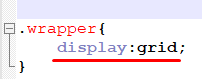 .wrapper{
display:grid;
}